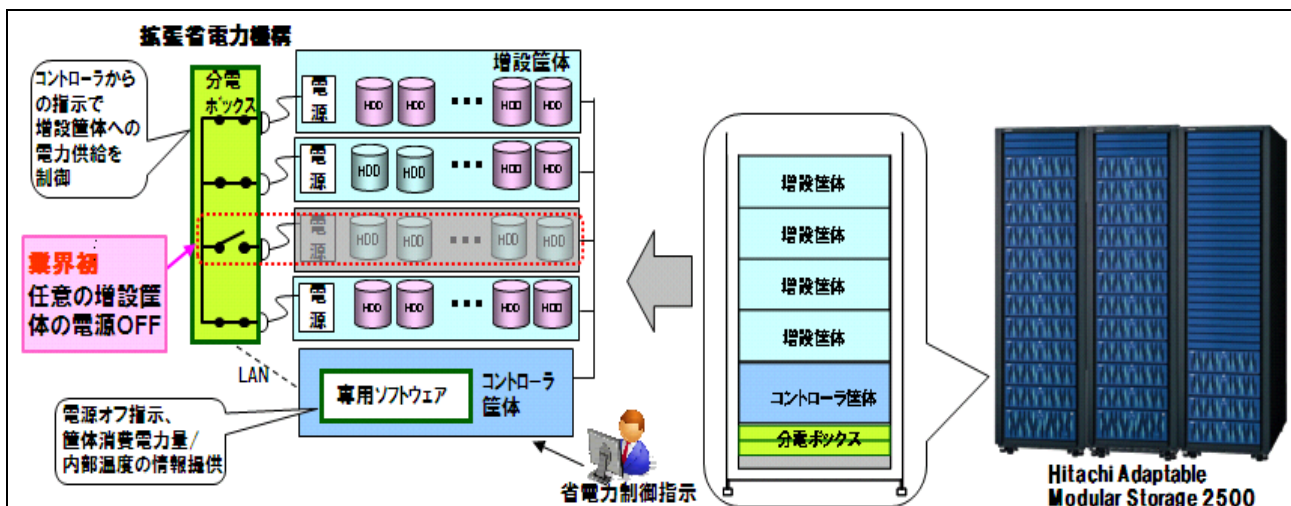 拡張省電力機構
コントローラから
の指示で
増設筐体への
電力供給を
制御
分電
ボックス
増設筐体
電
源
HDD
HDD
HDD
HDD
電
源
HDD
HDD
HDD
HDD
電
源
HDD
HDD
HDD
HDD
電
源
HDD
HDD
HDD
HDD
業界初
任意の増設筐
体の電源OFF
LAN
専用ソフトウェア
コントローラ
筐体
電源オフ指示、
筐体消費電力量/
内部温度の情報提供
省電力制御指示
増設筐体
増設筐体
増設筐体
増設筐体
コントローラ筐体
分電ボックス
Hitachi Adaptable
Modular Storage 2500